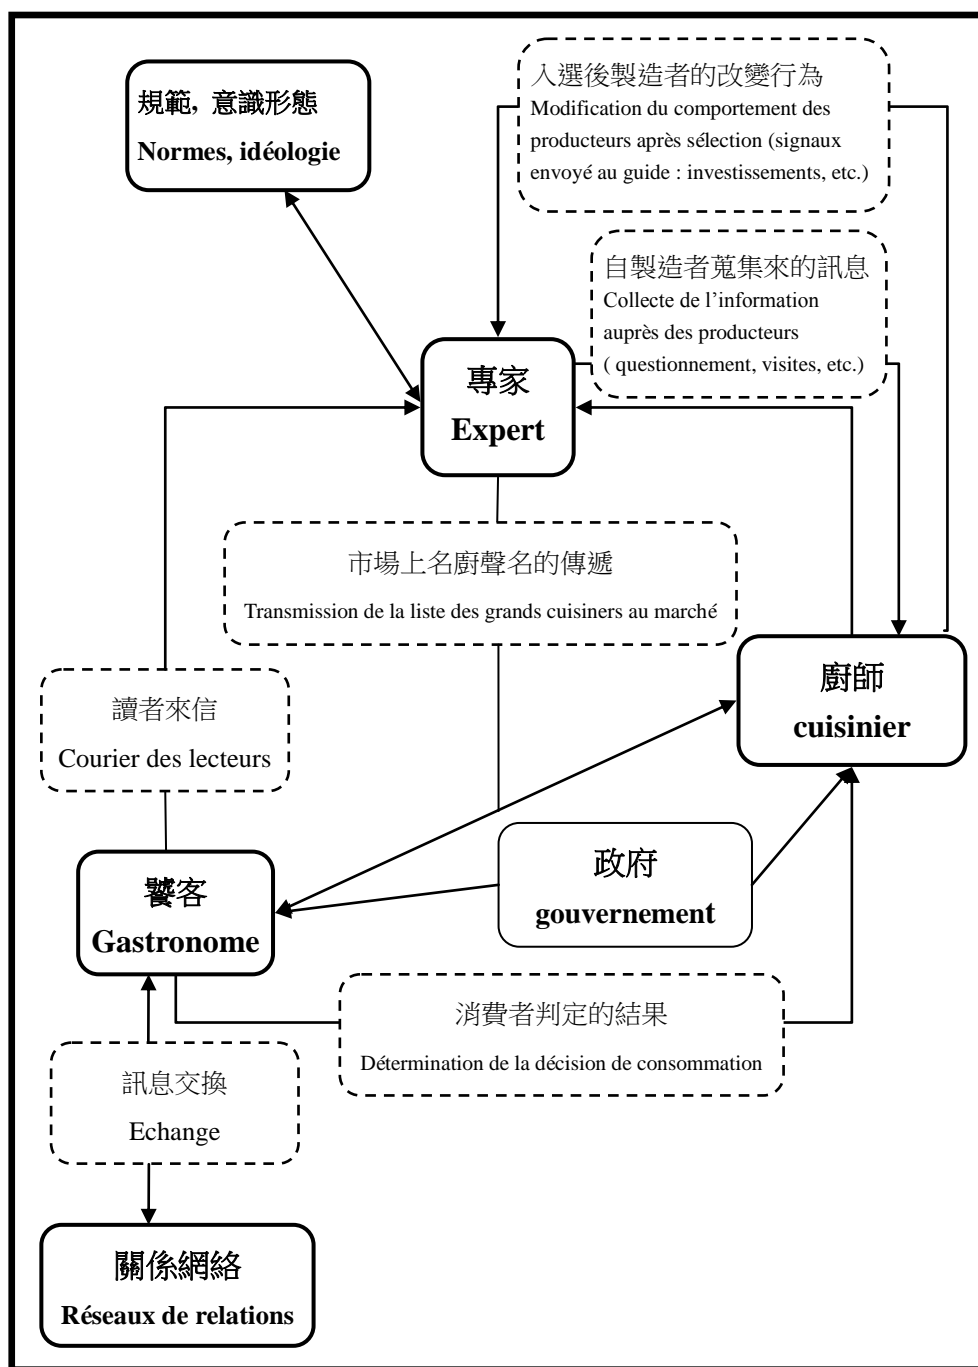 規範, 意識形態
Normes, idéologie
入選後製造者的改變行為
Modification du comportement des
producteurs après sélection (signaux
envoyé au guide : investissements, etc.)
自製造者蒐集來的訊息
Collecte de l’information
auprès des producteurs
( questionnement, visites, etc.)
專家
Expert
市場上名廚聲名的傳遞
Transmission de la liste des grands cuisiners au marché
廚師
cuisinier
讀者來信
Courier des lecteurs
政府
gouvernement
饕客
Gastronome
消費者判定的結果
Détermination de la décision de consommation
訊息交換
Echange
關係網絡
Réseaux de relations